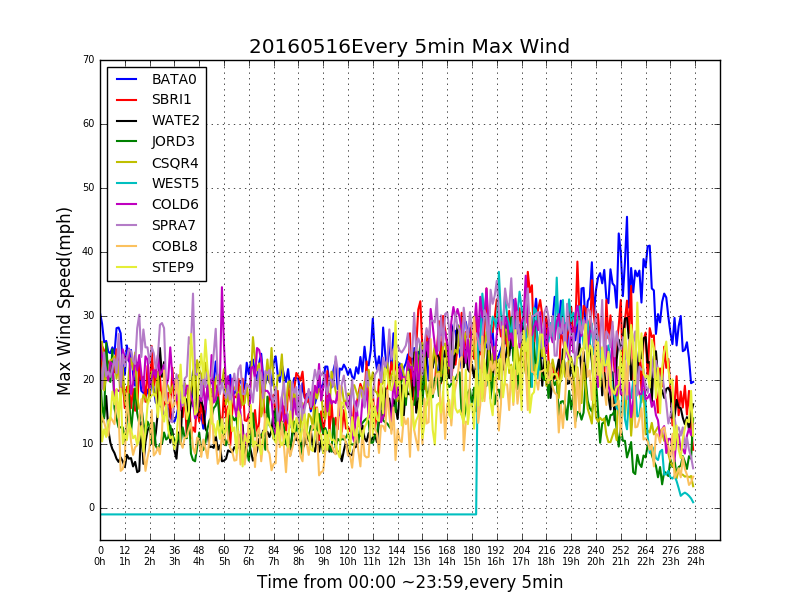 20160516Every 5min Max Wind
Max Wind Speed(mph)
70
60
50
40
30
20
10
0
BATA0
SBRI1
WATE2
JORD3
CSQR4
WEST5
COLD6
SPRA7
COBL8
STEP9
0 12 24 36 48 60 72 84 96 108 120 132 144 156 168 180 192 204 216 228 240 252 264 276 288
0h 1h 2h 3h 4h 5h 6h 7h 8h 9h 10h 11h 12h 13h 14h 15h 16h 17h 18h 19h 20h 21h 22h 23h 24h
Time from 00:00 ~23:59,every 5min